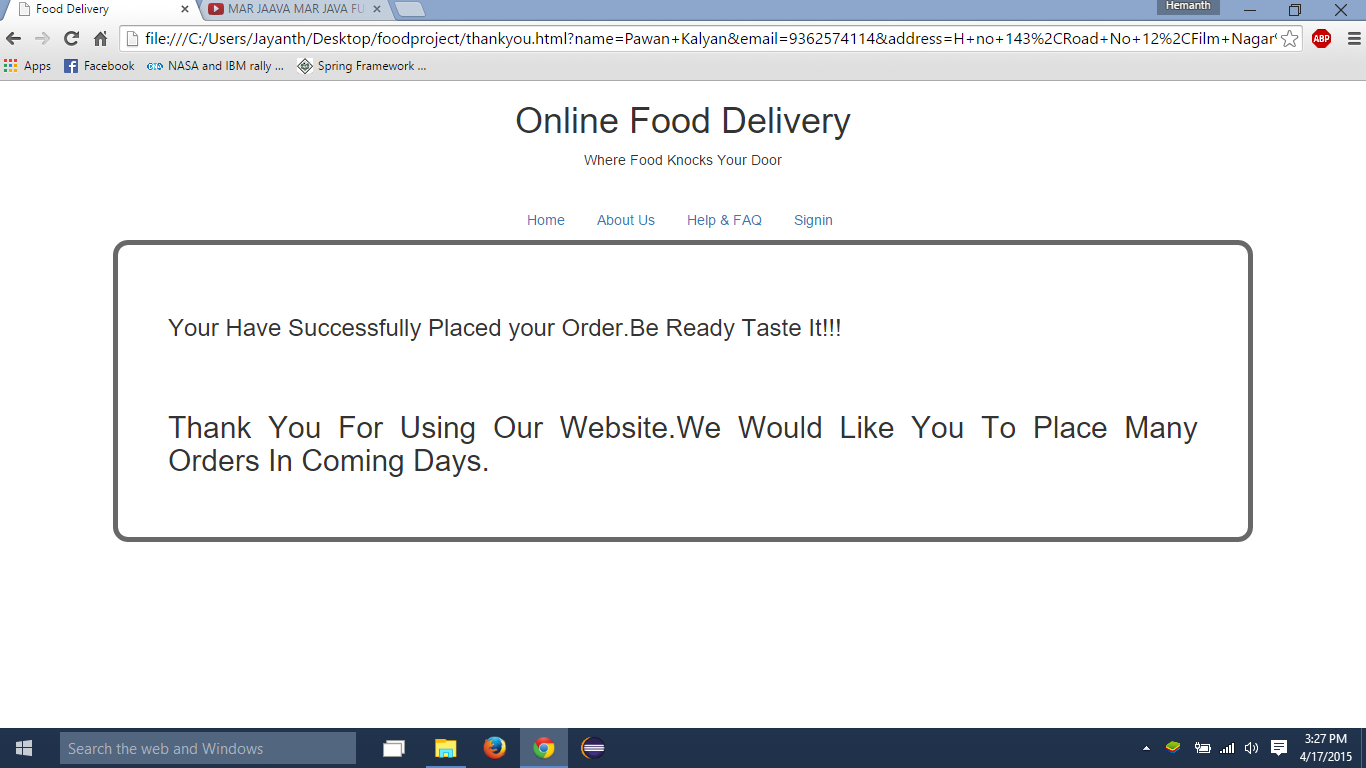 Food Delivery
MAR JAAVA MAR JAVA FU
Hemanth
file:///C:/Users/Jayanth/Desktop/foodproject/thankyou.html?name=Pawan+Kalyan&email=9362574114&address=H+no+143%2CRoad+No+12%2CFilm+Nagar
ABP
Apps
Facebook
NASA and IBM rally ...
Spring Framework ...
Online Food Delivery
Where Food Knocks Your Door
Home About Us Help & FAQ Signin
Your Have Successfully Placed your Order.Be Ready Taste It!!!
Thank You For Using Our Website.We Would Like You To Place Many
Orders In Coming Days.
Search the web and Windows
3:27 PM
4/17/2015